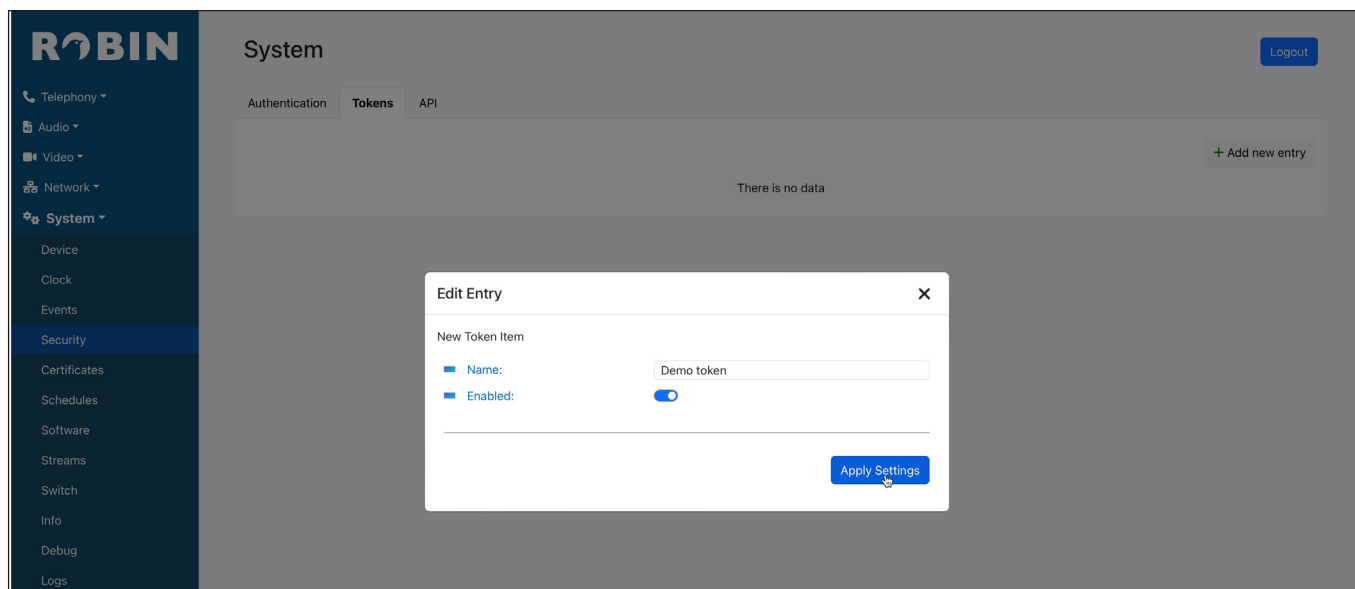 ROBIN
Telephony
Audio
Video
Network
System
Device
Clock
Events
Security
Certificates
Schedules
Software
Streams
Switch
Info
Debug
Logs
System
Logout
Authentication Tokens API
+ Add new entry
There is no data
Edit Entry
New Token Item
Name: Demo token
Enabled:
Apply Settings